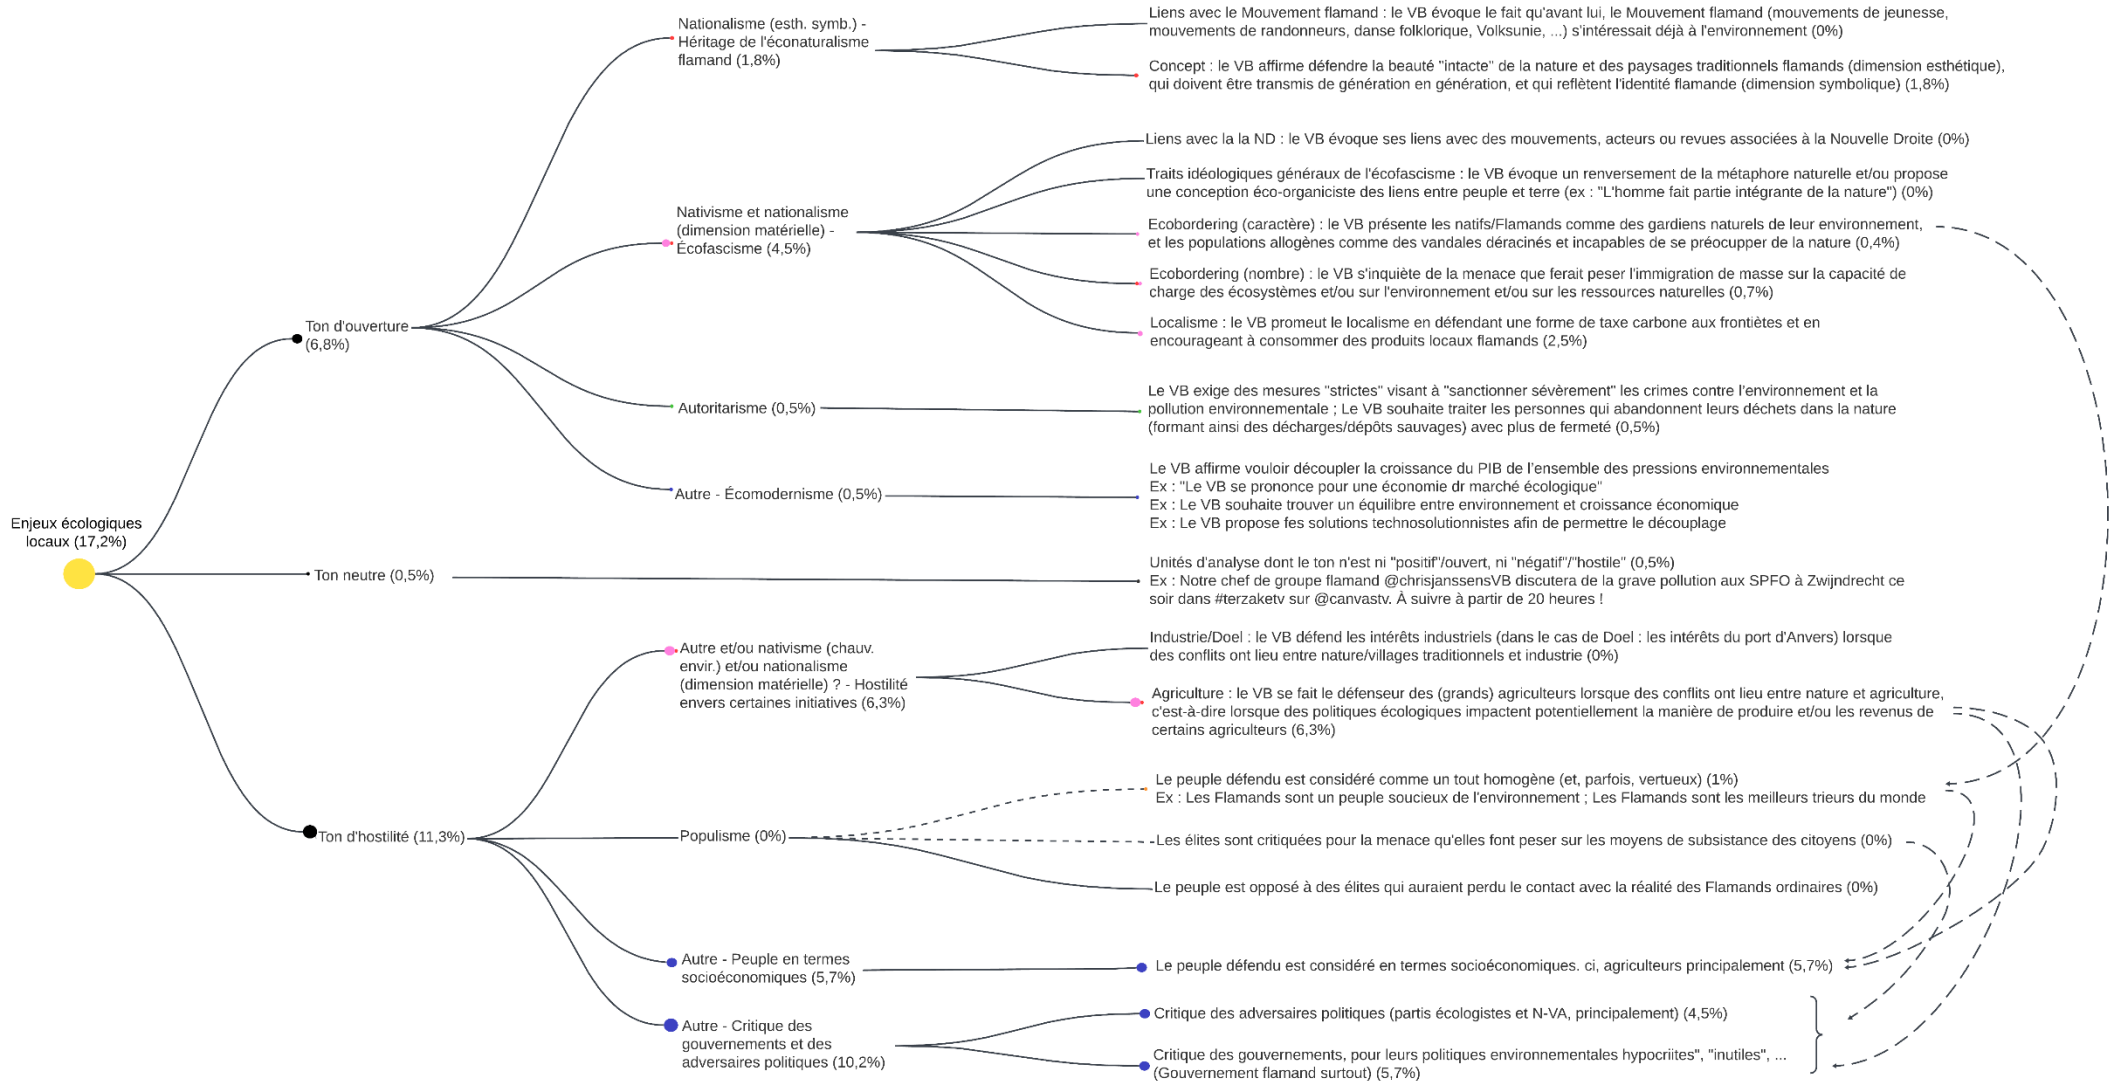 Enjeux écologiques
locaux (17,2%)
Ton d'ouverture
(6,8%)
Nationalisme (esth. symb.) -
Héritage de l'éconaturalisme
flamand (1,8%)
Liens avec le Mouvement flamand : le VB évoque le fait qu'avant lui, le Mouvement flamand (mouvements de jeunesse,
mouvements de randonneurs, danse folklorique, Volksunie, ...) s'intéressait déjà à l'environnement (0%)
Concept : le VB affirme défendre la beauté "intacte" de la nature et des paysages traditionnels flamands (dimension esthétique),
qui doivent être transmis de génération en génération, et qui reflètent l'identité flamande (dimension symbolique) (1,8%)
Nativisme et nationalisme
(dimension matérielle) -
Écofascisme (4,5%)
Liens avec la la ND : le VB évoque ses liens avec des mouvements, acteurs ou revues associées à la Nouvelle Droite (0%)
Traits idéologiques généraux de l'écofascisme : le VB évoque un renversement de la métaphore naturelle et/ou propose
une conception éco-organiciste des liens entre peuple et terre (ex : "L'homme fait partie intégrante de la nature") (0%)
Ecobordering (caractère) : le VB présente les natifs/Flamands comme des gardiens naturels de leur environnement,
et les populations allogènes comme des vandales déracinés et incapables de se préocupper de la nature (0,4%)
Ecobordering (nombre) : le VB s'inquiète de la menace que ferait peser l'immigration de masse sur la capacité de
charge des écosystèmes et/ou sur l'environnement et/ou sur les ressources naturelles (0,7%)
Localisme : le VB promeut le localisme en défendant une forme de taxe carbone aux frontiètes et en
encourageant à consommer des produits locaux flamands (2,5%)
Autoritarisme (0,5%)
Le VB exige des mesures "strictes" visant à "sanctionner sévèrement" les crimes contre l'environnement et la
pollution environnementale ; Le VB souhaite traiter les personnes qui abandonnent leurs déchets dans la nature
(formant ainsi des décharges/dépôts sauvages) avec plus de fermeté (0,5%)
Autre - Écomodernisme (0,5%)
Le VB affirme vouloir découpler la croissance du PIB de l'ensemble des pressions environnementales
Ex : "Le VB se prononce pour une économie dr marché écologique"
Ex : Le VB souhaite trouver un équilibre entre environnement et croissance économique
Ex : Le VB propose fes solutions technosolutionnistes afin de permettre le découplage
Ton neutre (0,5%)
Unités d'analyse dont le ton n'est ni "positif"/ouvert, ni "négatif"/"hostile" (0,5%)
Ex : Notre chef de groupe flamand @chrisjanssensVB discutera de la grave pollution aux SPFO à Zwijndrecht ce
soir dans #terzaketv sur @canvastv. À suivre à partir de 20 heures !
Ton d'hostilité (11,3%)
Autre et/ou nativisme (chauv.
envir.) et/ou nationalisme
(dimension matérielle) ? - Hostilité
envers certaines initiatives (6,3%)
Industrie/Doel : le VB défend les intérêts industriels (dans le cas de Doel : les intérêts du port d'Anvers) lorsque
des conflits ont lieu entre nature/villages traditionnels et industrie (0%)
Agriculture : le VB se fait le défenseur des (grands) agriculteurs lorsque des conflits ont lieu entre nature et agriculture,
c'est-à-dire lorsque des politiques écologiques impactent potentiellement la manière de produire et/ou les revenus de
certains agriculteurs (6,3%)
Populisme (0%)
Le peuple défendu est considéré comme un tout homogène (et, parfois, vertueux) (1%)
Ex : Les Flamands sont un peuple soucieux de l'environnement ; Les Flamands sont les meilleurs trieurs du monde
Les élites sont critiquées pour la menace qu'elles font peser sur les moyens de subsistance des citoyens (0%)
Le peuple est opposé à des élites qui auraient perdu le contact avec la réalité des Flamands ordinaires (0%)
Autre - Peuple en termes
socioéconomiques (5,7%)
Le peuple défendu est considéré en termes socioéconomiques. ci, agriculteurs principalement (5,7%)
Autre - Critique des
gouvernements et des
adversaires politiques (10,2%)
Critique des adversaires politiques (partis écologistes et N-VA, principalement) (4,5%)
Critique des gouvernements, pour leurs politiques environnementales hypocriites", "inutiles", ...
(Gouvernement flamand surtout) (5,7%)